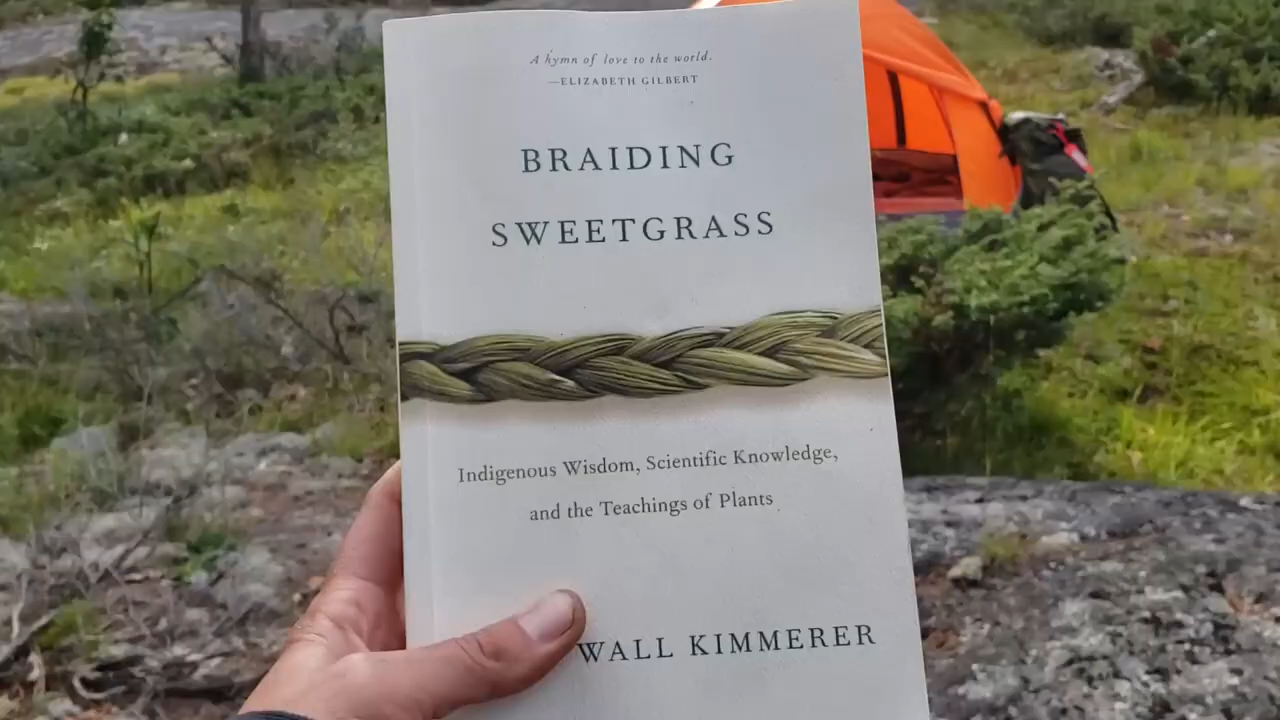 A hymn of love to the world.
—ELIZABETH GILBERT
BRAIDING
SWEETGRASS
Indigenous Wisdom, Scientific Knowledge,
and the Teachings of Plants
WALL KIMMERER